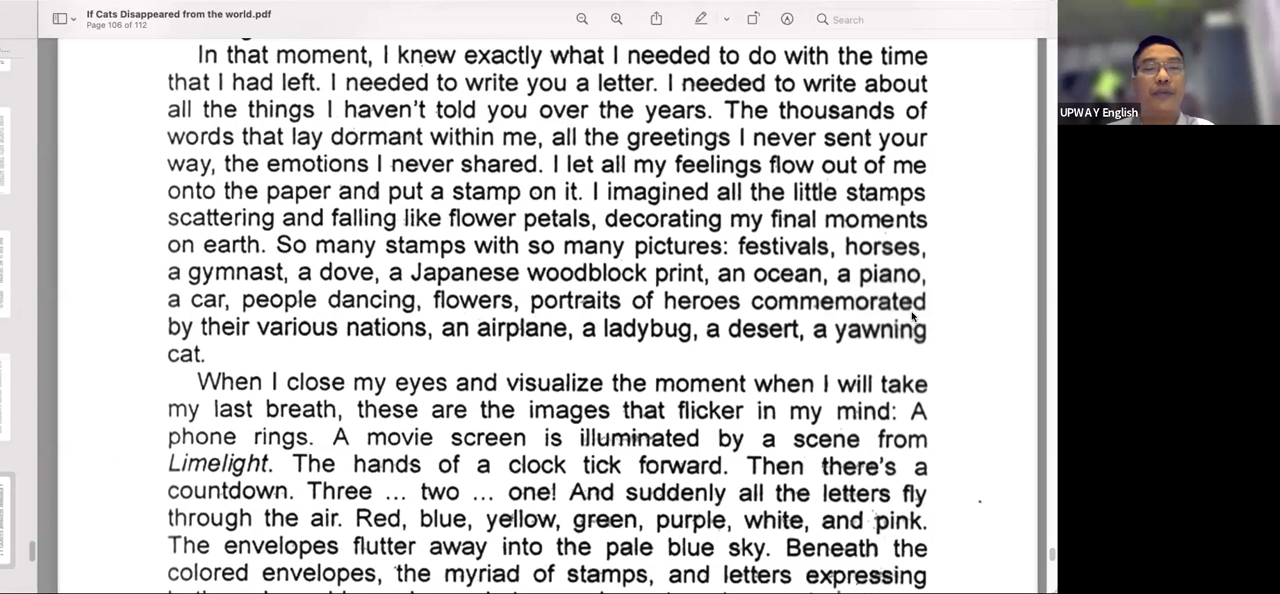 If Cats Disappeared from the world.pdf
Page 106 of 112
Search
UPWAY English
In that moment, I knew exactly what I needed to do with the time
that I had left. I needed to write you a letter. I needed to write about
all the things I haven't told you over the years. The thousands of
words that lay dormant within me, all the greetings I never sent your
way, the emotions I never shared. I let all my feelings flow out of me
onto the paper and put a stamp on it. I imagined all the little stamps
scattering and falling like flower petals, decorating my final moments
on earth. So many stamps with so many pictures: festivals, horses,
a gymnast, a dove, a Japanese woodblock print, an ocean, a piano,
a car, people dancing, flowers, portraits of heroes commemorated
by their various nations, an airplane, a ladybug, a desert, a yawning
cat.
When I close my eyes and visualize the moment when I will take
my last breath, these are the images that flicker in my mind: A
phone rings. A movie screen is illuminated by a scene from
Limelight. The hands of a clock tick forward. Then there's a
countdown. Three ... two ... one! And suddenly all the letters fly
through the air. Red, blue, yellow, green, purple, white, and pink.
The envelopes flutter away into the pale blue sky. Beneath the
colored envelopes, the myriad of stamps, and letters expressing